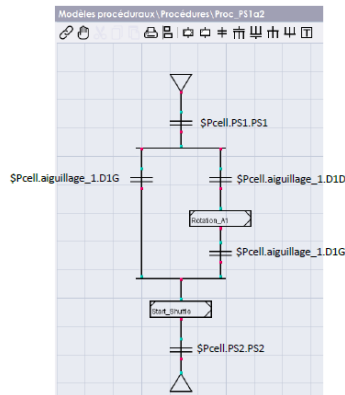 Modèles procéduraux\Procédures\Proc_PS1a2
$Pcell.PS1.PS1
$Pcell.aiguillage_1.D1G
$Pcell.aiguillage_1.D1D
Rotation_A1
$Pcell.aiguillage_1.D1G
Start_Shuttle
$Pcell.PS2.PS2